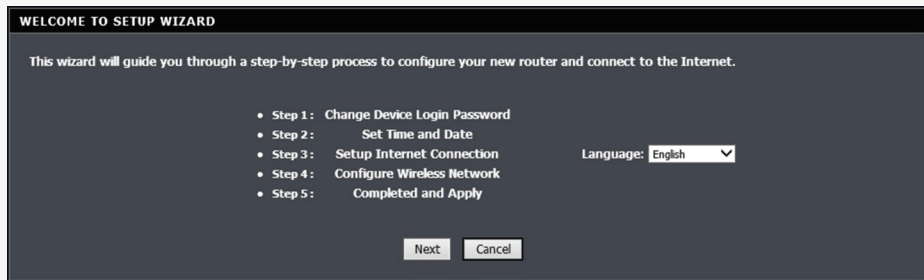 WELCOME TO SETUP WIZARD
This wizard will guide you through a step-by-step process to configure your new router and connect to the Internet.
• Step 1 : Change Device Login Password
• Step 2 : Set Time and Date
• Step 3 : Setup Internet Connection
Language: English
• Step 4 : Configure Wireless Network
• Step 5 : Completed and Apply
Next Cancel